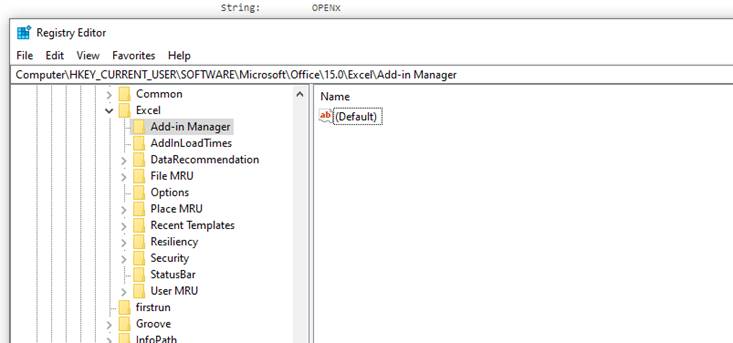 String: OPENx
Registry Editor
File Edit View Favorites Help
Computer\HKEY_CURRENT_USER\SOFTWARE\Microsoft\Office\15.0\Excel\Add-in Manager
Common
Excel
Add-in Manager
AddInLoadTimes
DataRecommendation
File MRU
Options
Place MRU
Recent Templates
Resiliency
Security
StatusBar
User MRU
firstrun
Groove
InfoPath
Name
ab (Default)